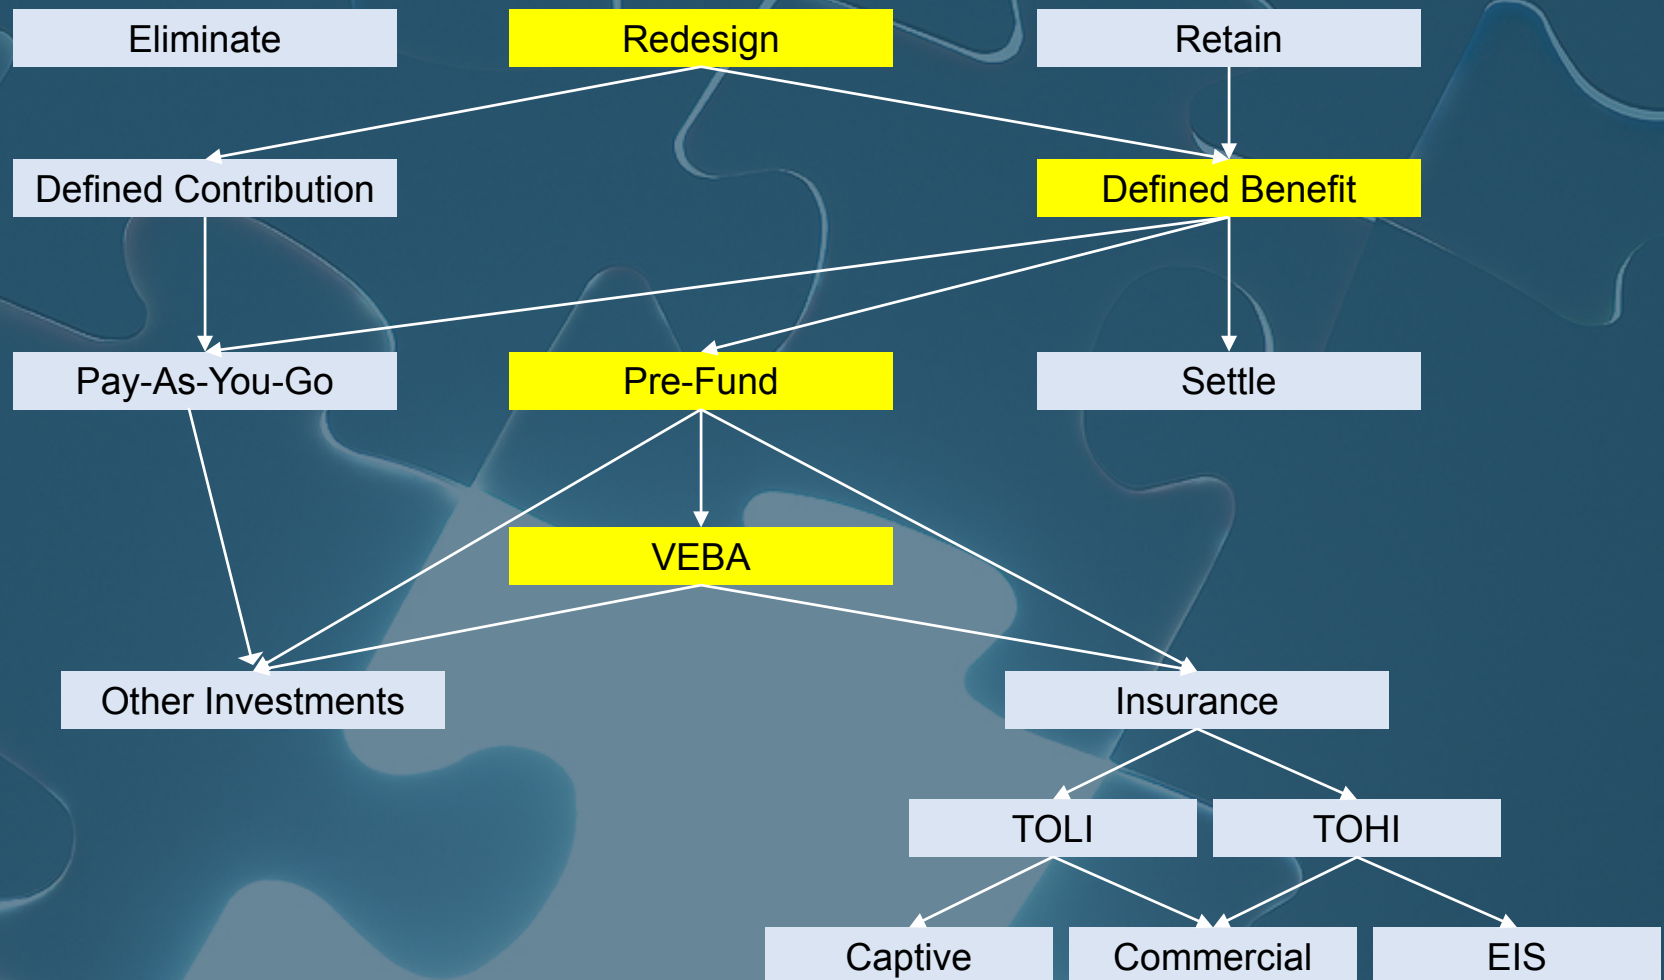 Eliminate
Redesign
Retain
Defined Contribution
Defined Benefit
Pay-As-You-Go
Pre-Fund
Settle
VEBA
Other Investments
Insurance
TOLI
TOHI
Captive
Commercial
EIS